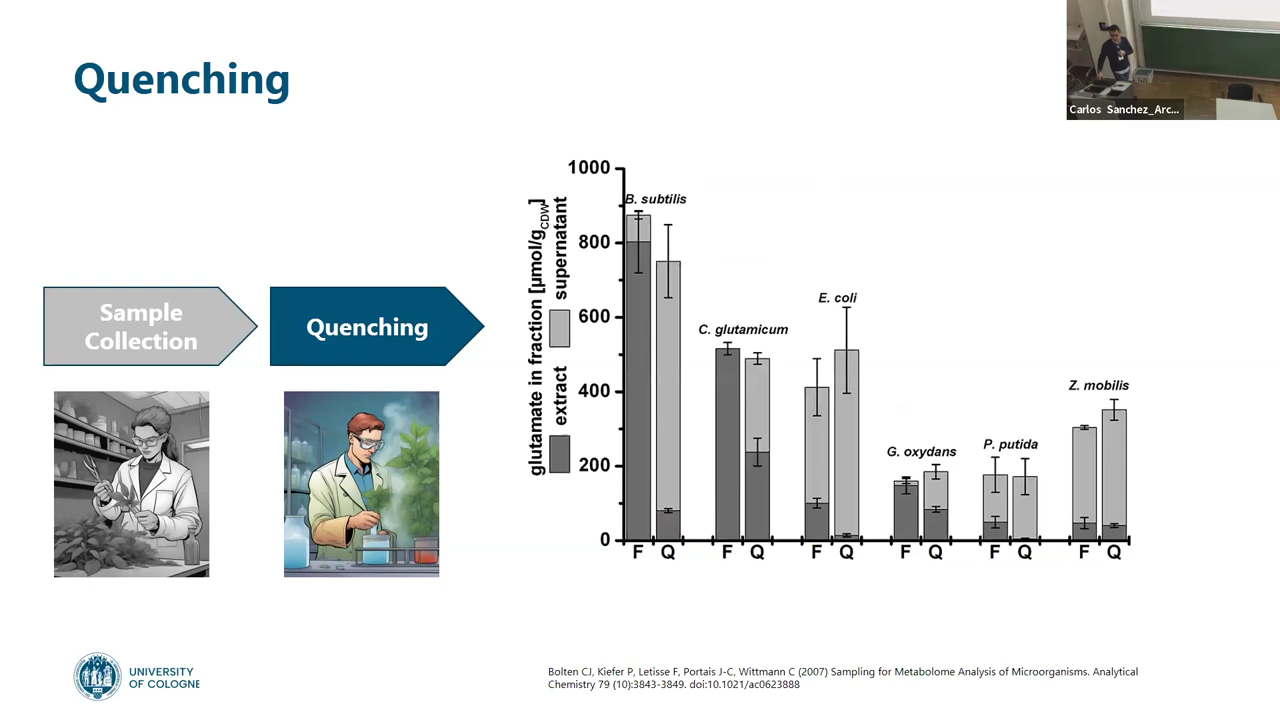 Quenching
Carlos Sanchez_Arc...
Sample
Collection
Quenching
glutamate in fraction [µmol/gCDW]
extract
supernatant
1000
800
600
400
200
0
B. subtilis
C. glutamicum
E. coli
G. oxydans
P. putida
Z. mobilis
F Q F Q F Q F Q F Q F Q
UNIVERSITY
OF COLOGNE
Bolten CJ, Kiefer P, Letisse F, Portais J-C, Wittmann C (2007) Sampling for Metabolome Analysis of Microorganisms. Analytical
Chemistry 79 (10):3843-3849. doi:10.1021/ac0623888